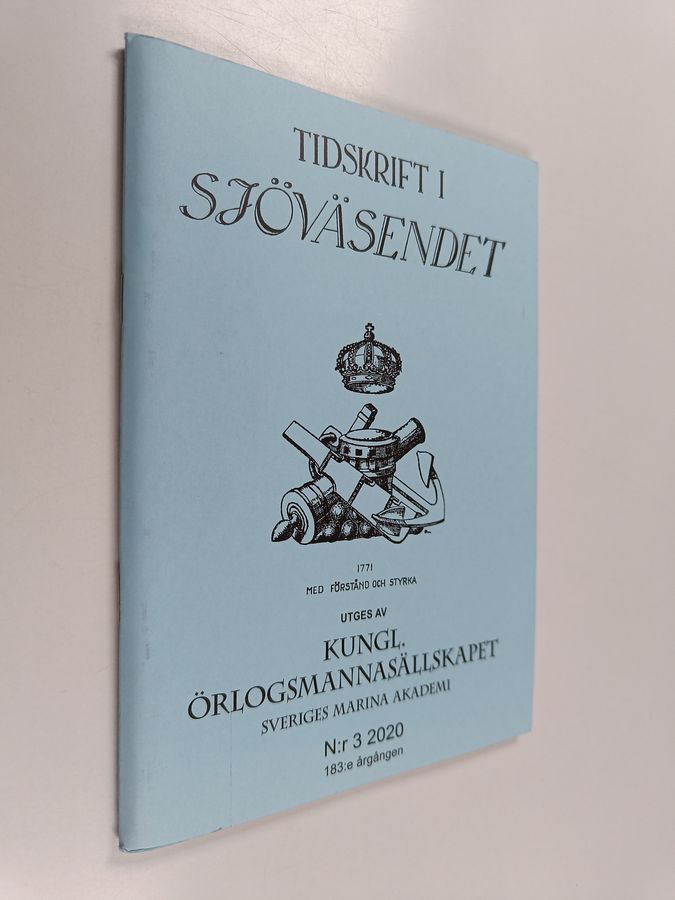 TIDSKRIFT I
SJÖVÄSENDET
1771
MED FÖRSTÅND OCH STYRKA
UTGES AV
KUNGL.
ÖRLOGSMANNASÄLLSKAPET
SVERIGES MARINA AKADEMI
N:r 3 2020
183:e årgången